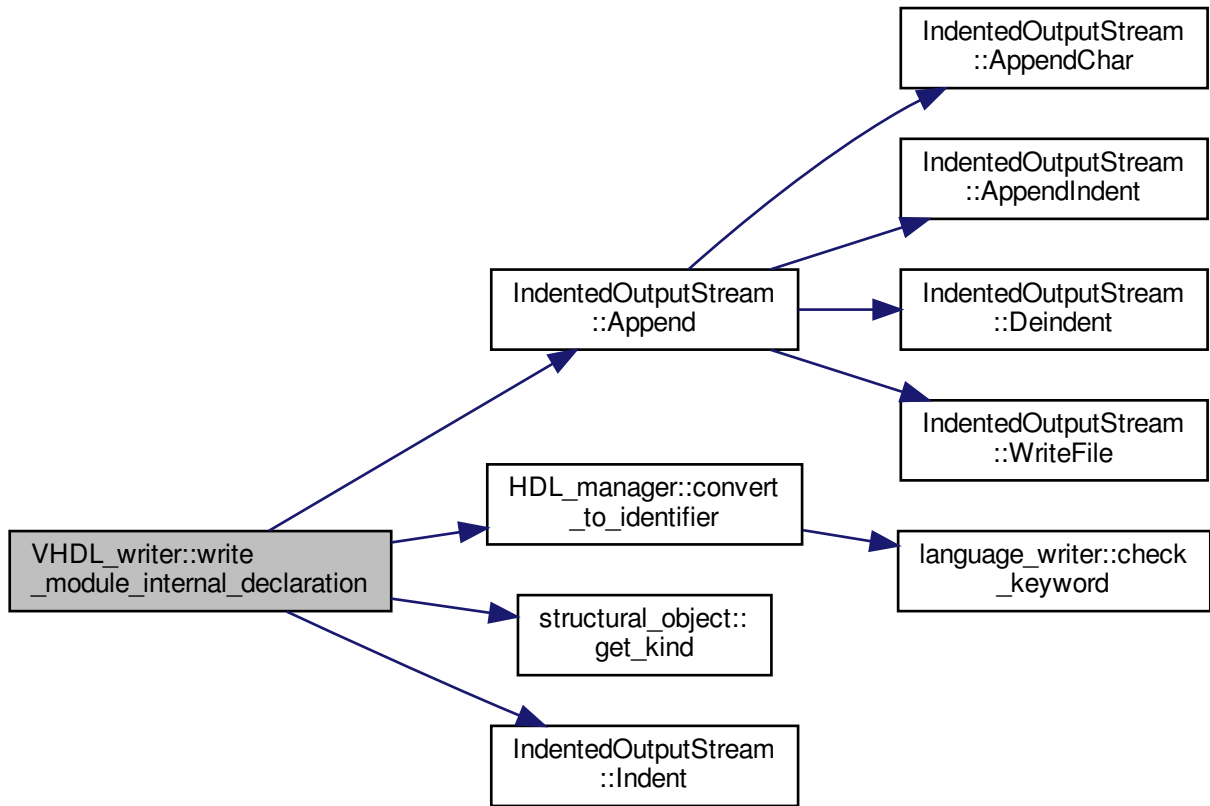 IndentedOutputStream
::AppendChar
IndentedOutputStream
::AppendIndent
IndentedOutputStream
::Append
IndentedOutputStream
::Deindent
IndentedOutputStream
::WriteFile
HDL_manager::convert
_to_identifier
VHDL_writer::write
_module_internal_declaration
language_writer::check
_keyword
structural_object::
get_kind
IndentedOutputStream
::Indent